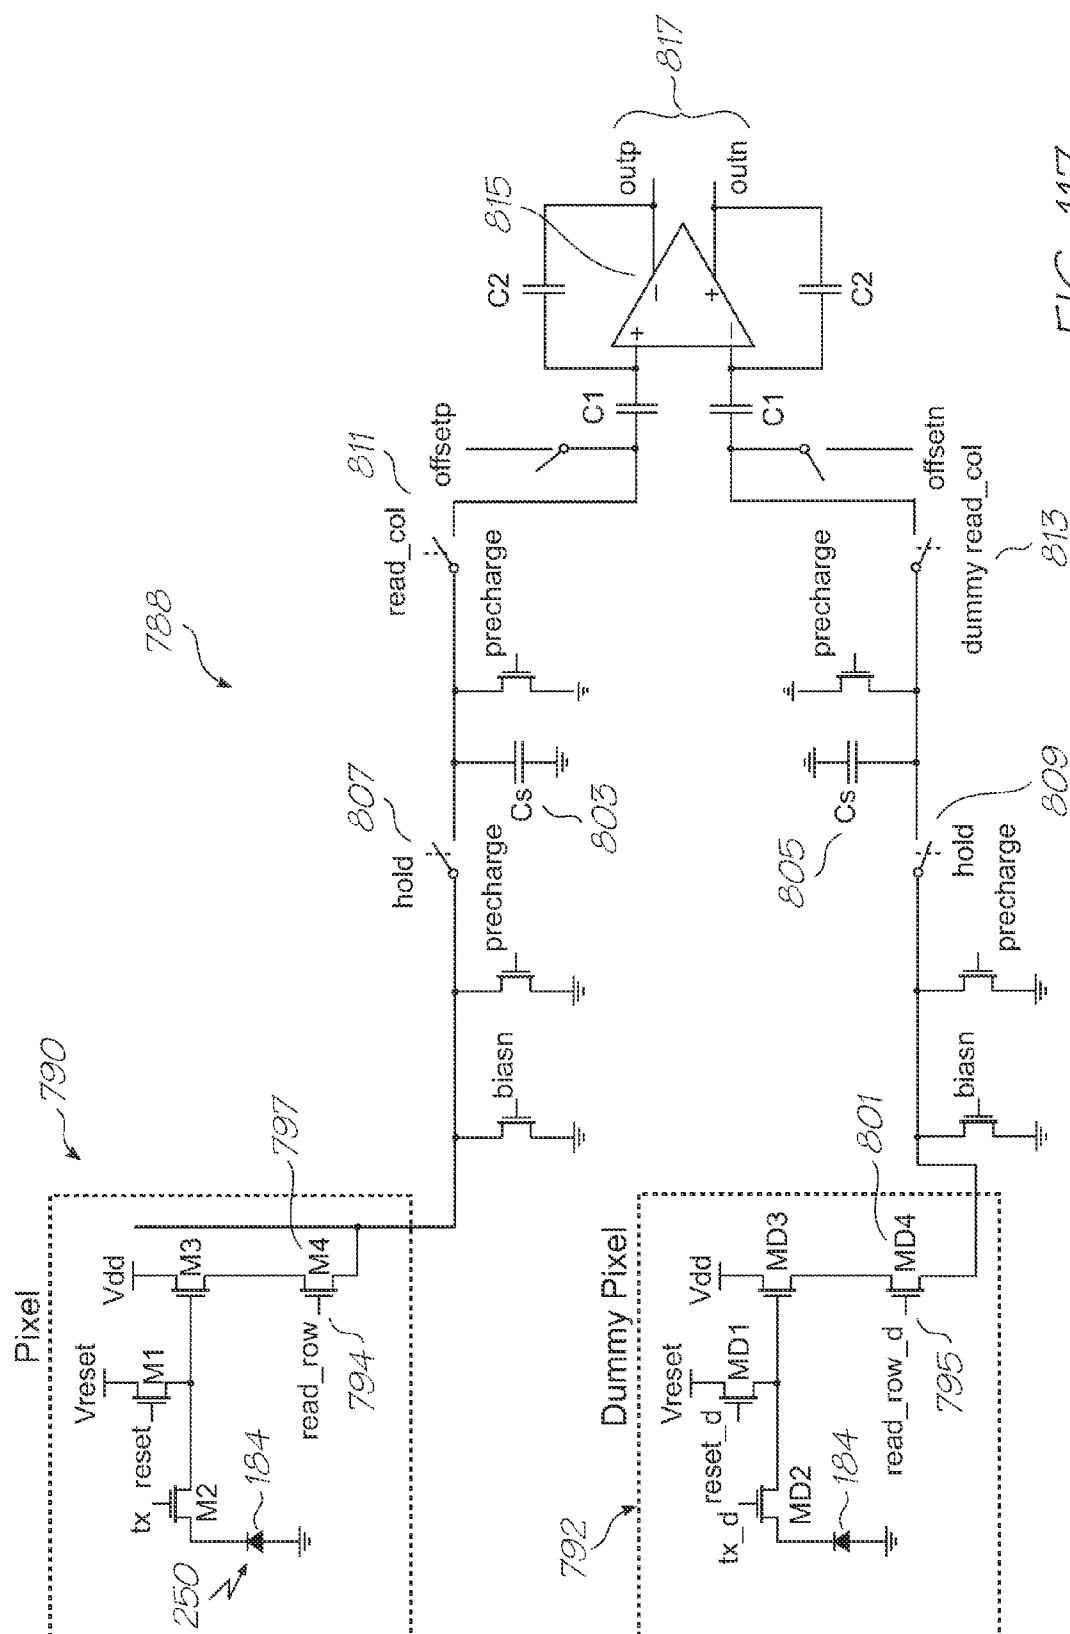 Pixel
790
Vdd
Vreset
M1
M3
tx
reset
M2
M4
797
read_row
794
250
184
biasn
precharge
hold
807
Cs
803
precharge
788
read_col
811
offsetp
C1
C2
815
outp
817
outn
C1
C2
offsetn
dummy read_col
813
precharge
Cs
805
hold
809
precharge
biasn
Dummy Pixel
792
Vdd
Vreset
MD1
MD3
tx_d
reset_d
MD2
MD4
801
read_row_d
795
184